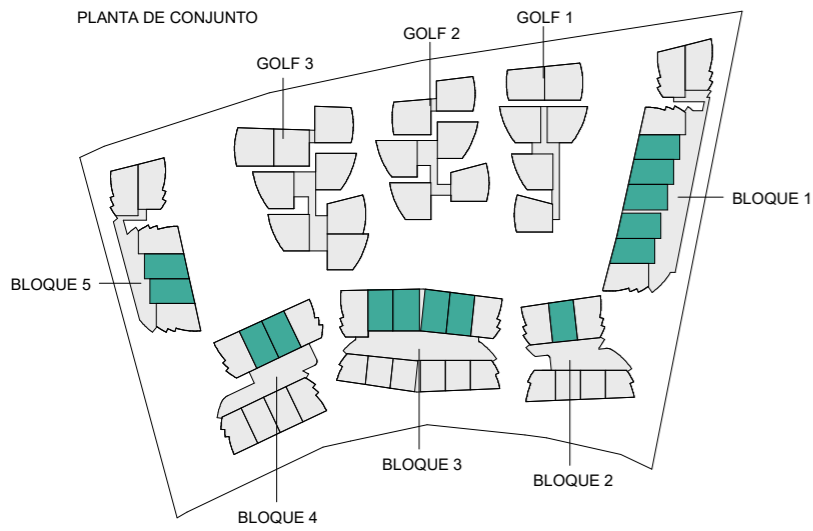 PLANTA DE CONJUNTO
GOLF 1
GOLF 2
GOLF 3
BLOQUE 1
BLOQUE 5
BLOQUE 3
BLOQUE 2
BLOQUE 4